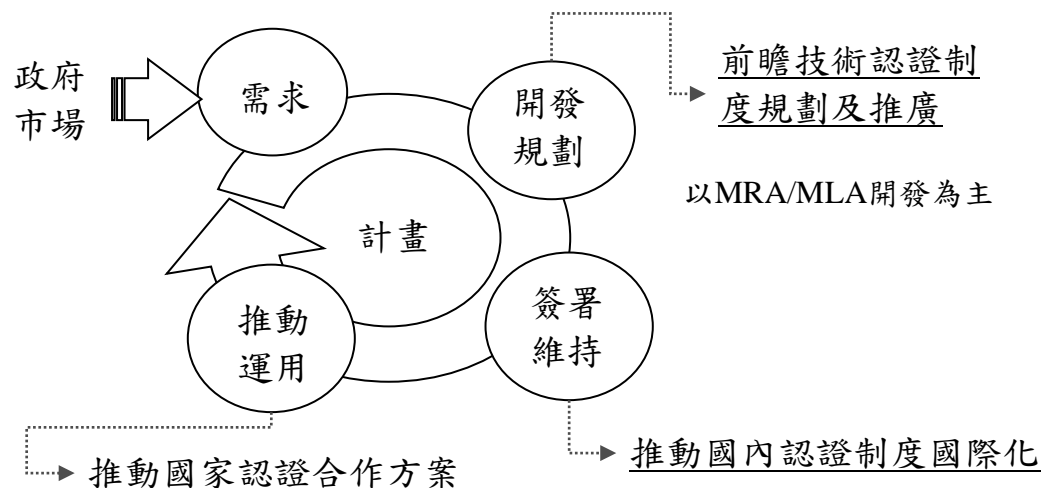 政府
市場
需求
開發
規劃
前瞻技術認證制
度規劃及推廣
以MRA/MLA開發為主
計畫
簽署
維持
推動
運用
推動國內認證制度國際化
推動國家認證合作方案